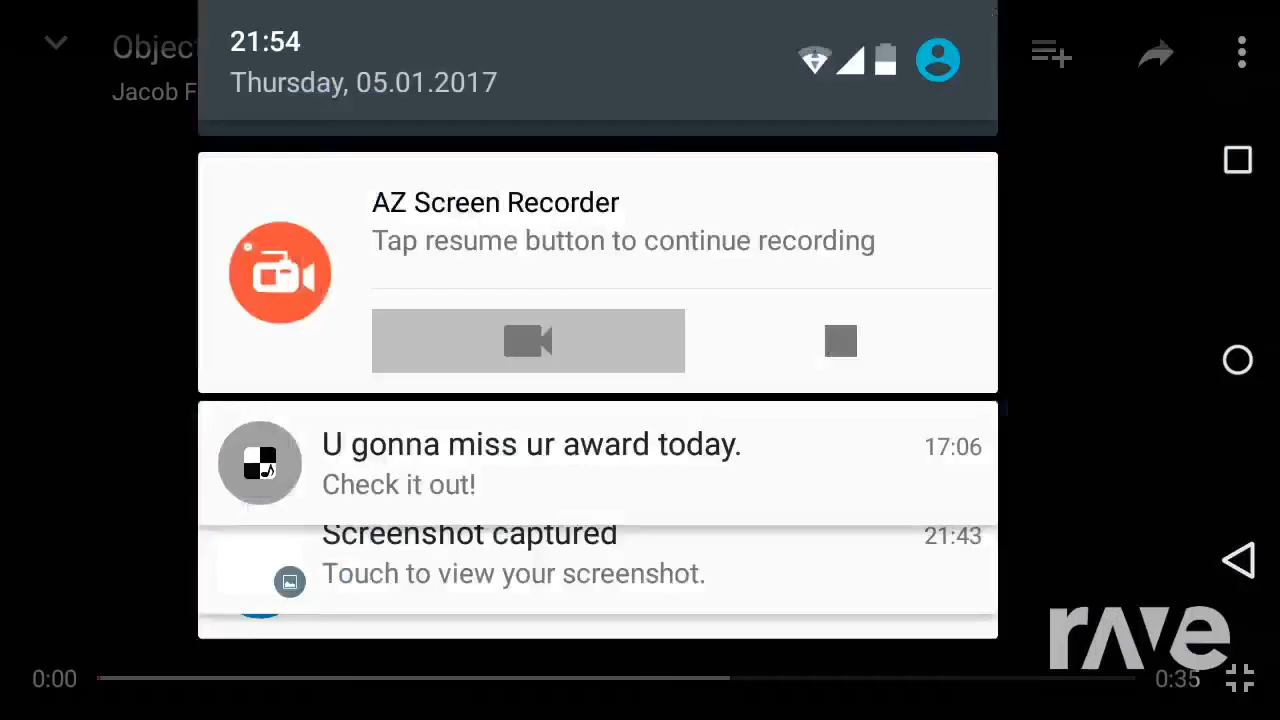 21:54
Thursday, 05.01.2017
Objec
Jacob F
AZ Screen Recorder
Tap resume button to continue recording
U gonna miss ur award today.
17:06
Check it out!
Screenshot captured
21:43
Touch to view your screenshot.
rave
0:00
0:35